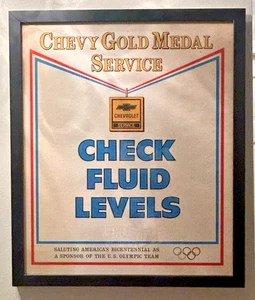 CHEVY GOLD MEDAL
SERVICE
CHEVROLET
SERVICE
CHECK
FLUID
LEVELS
SALUTING AMERICA'S BICENTENNIAL AS
A SPONSOR OF THE U.S. OLYMPIC TEAM